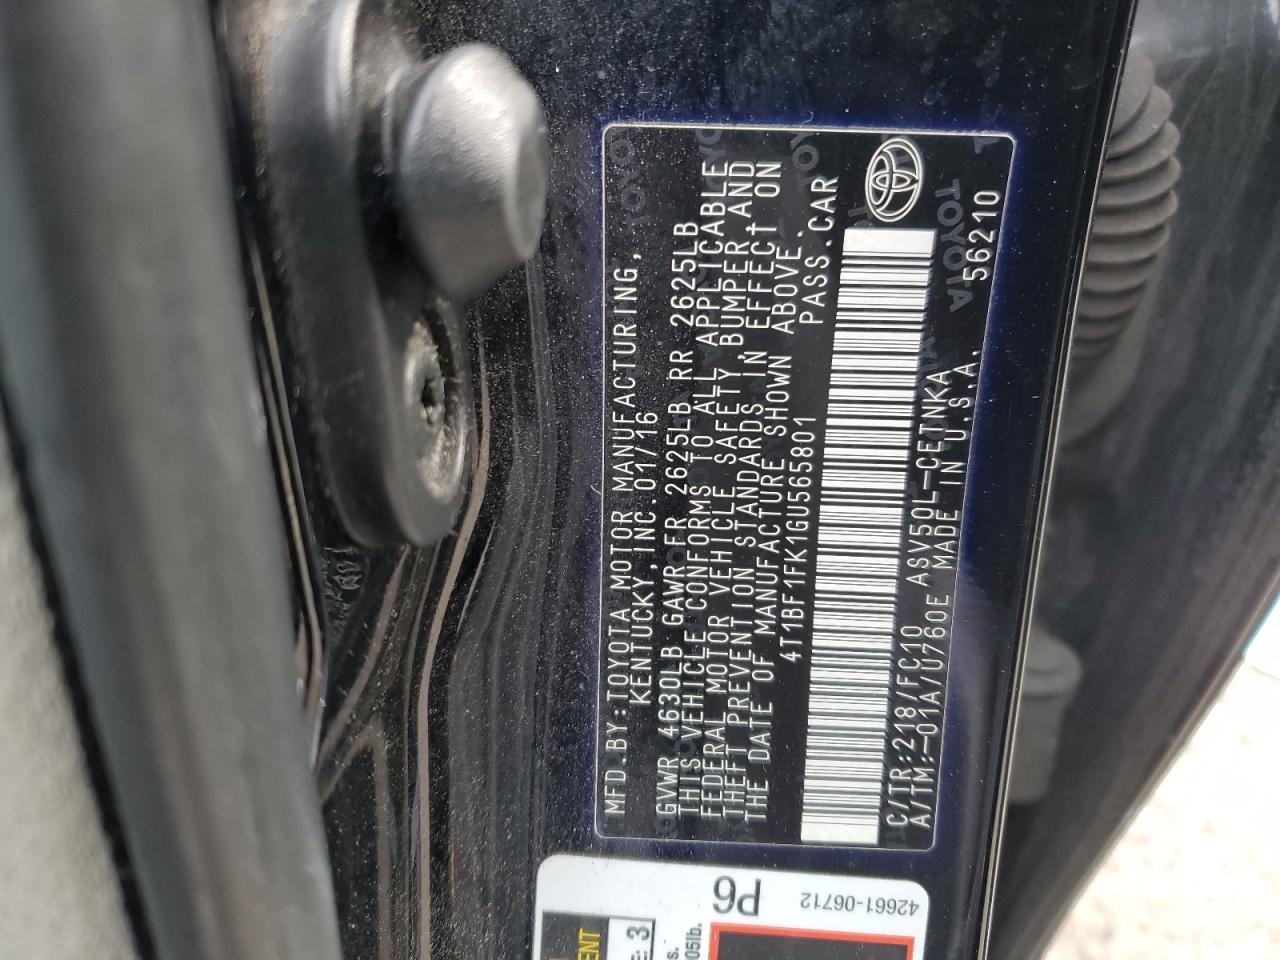 MFD.BY:TOYOTA MOTOR MANUFACTURING,
KENTUCKY,INC.01/16
GVWR 4630LB GAWR FR 2625LB RR 2625LB
THIS VEHICLE CONFORMS TO ALL APPLICABLE
FEDERAL MOTOR VEHICLE SAFETY,BUMPER,AND
THEFT PREVENTION STANDARDS IN EFFECT ON
THE DATE OF MANUFACTURE SHOWN ABOVE.
4T1BF1FK1GU565801 PASS.CAR
C/TR:218/FC10 ASV50L-CETNKA
A/TM:-01A/U760E MADE IN U.S.A. 56210
TOYOTA
P6
42661-06712
3